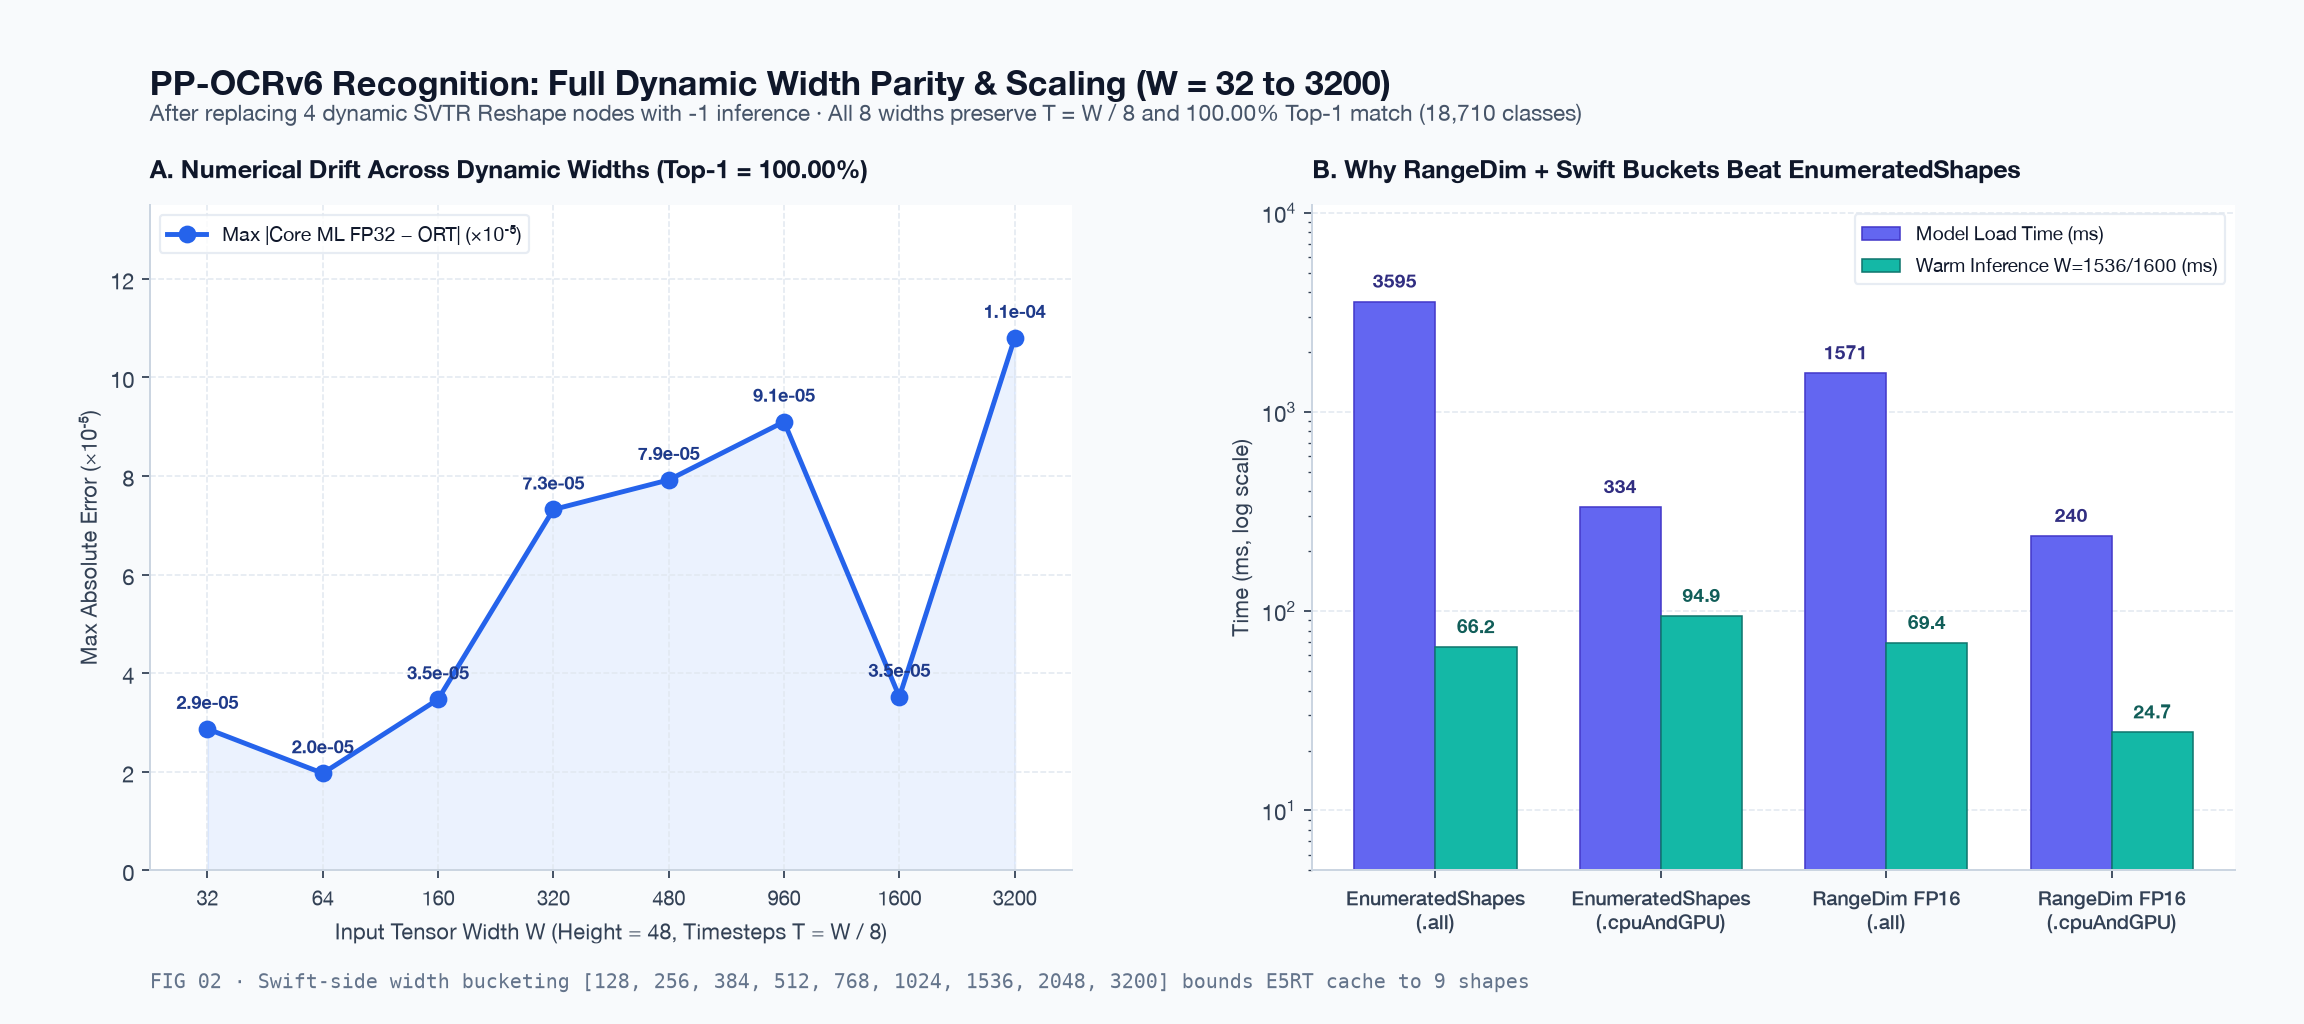 PP-OCRv6 Recognition: Full Dynamic Width Parity & Scaling (W = 32 to 3200)
After replacing 4 dynamic SVTR Reshape nodes with -1 inference · All 8 widths preserve T = W / 8 and 100.00% Top-1 match (18,710 classes)
A. Numerical Drift Across Dynamic Widths (Top-1 = 100.00%)
Max |Core ML FP32 − ORT| (×10⁻⁵)
Max Absolute Error (×10⁻⁵)
12
10
8
6
4
2
0
2.9e-05
2.0e-05
3.5e-05
7.3e-05
7.9e-05
9.1e-05
3.5e-05
1.1e-04
32
64
160
320
480
960
1600
3200
Input Tensor Width W (Height = 48, Timesteps T = W / 8)
B. Why RangeDim + Swift Buckets Beat EnumeratedShapes
Model Load Time (ms)
Warm Inference W=1536/1600 (ms)
Time (ms, log scale)
10⁴
10³
10²
10¹
3595
66.2
334
94.9
1571
69.4
240
24.7
EnumeratedShapes
(.all)
EnumeratedShapes
(.cpuAndGPU)
RangeDim FP16
(.all)
RangeDim FP16
(.cpuAndGPU)
FIG 02 · Swift-side width bucketing [128, 256, 384, 512, 768, 1024, 1536, 2048, 3200] bounds E5RT cache to 9 shapes